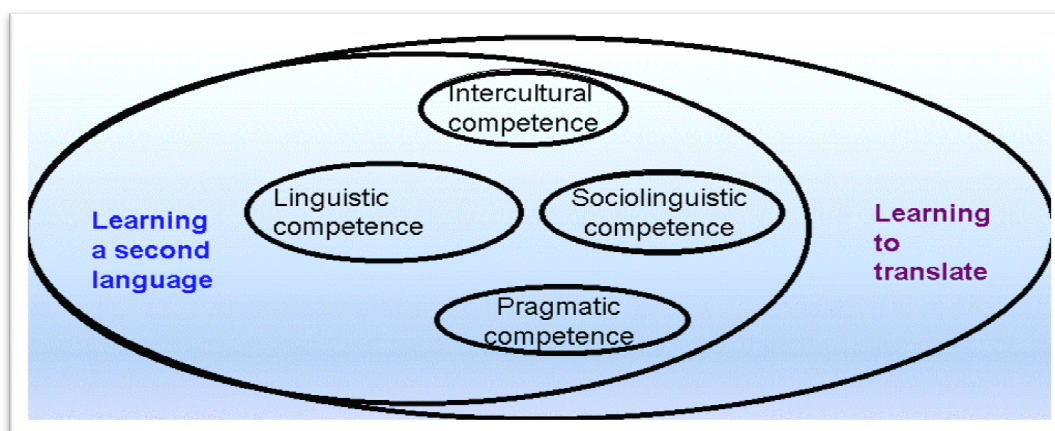 Intercultural
competence
Linguistic
competence
Sociolinguistic
competence
Learning
a second
language
Learning
to
translate
Pragmatic
competence